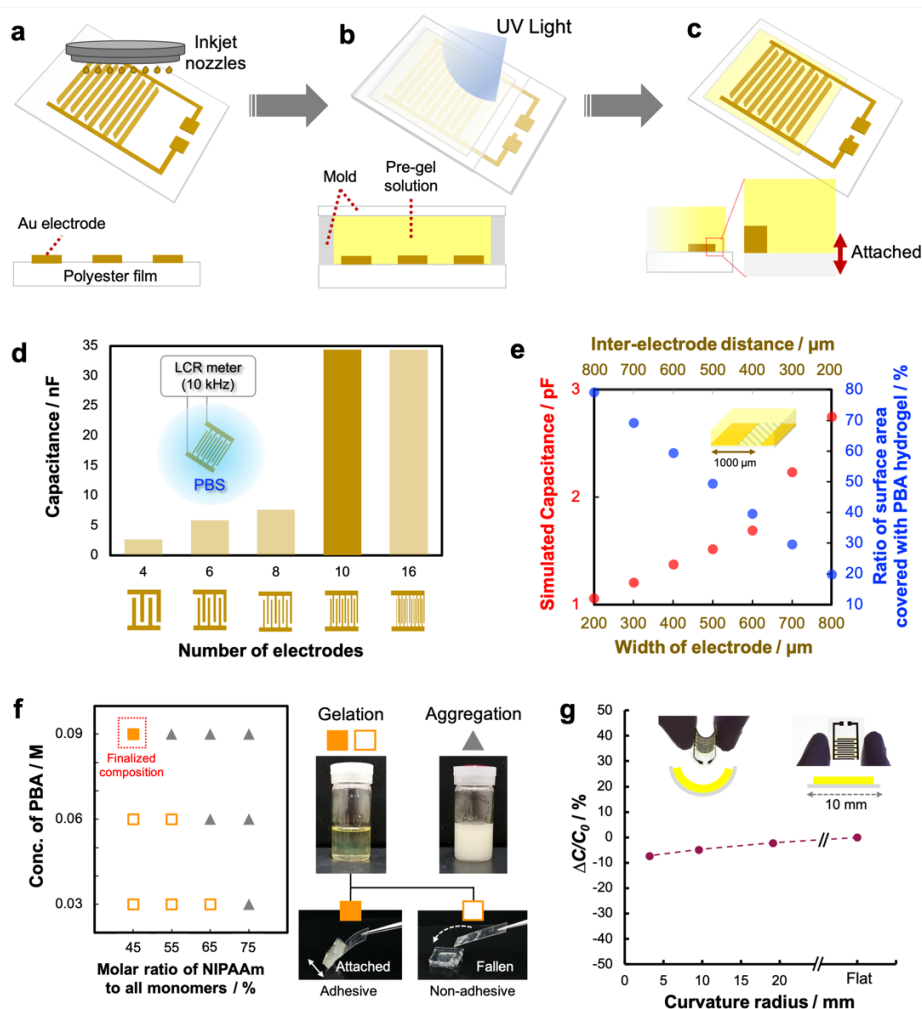 a
Inkjet
nozzles
b
UV Light
c
Mold
Pre-gel
solution
Au electrode
Polyester film
Attached
d
Capacitance / nF
35
30
25
20
15
10
5
0
LCR meter
(10 kHz)
PBS
4 6 8 10 16
Number of electrodes
e
Inter-electrode distance / μm
800 700 600 500 400 300 200
Simulated Capacitance / pF
3
2
1
1000 μm
80
70
60
50
40
30
20
10
Ratio of surface area
covered with PBA hydrogel / %
200 300 400 500 600 700 800
Width of electrode / μm
f
Conc. of PBA / M
0.09
0.06
0.03
Finalized
composition
45 55 65 75
Molar ratio of NIPAAm
to all monomers / %
Gelation
Aggregation
Attached
Adhesive
Fallen
Non-adhesive
g
ΔC/C0 / %
50
40
30
20
10
0
-10
-20
-30
-40
-50
10 mm
0 5 10 15 20 Flat
Curvature radius / mm